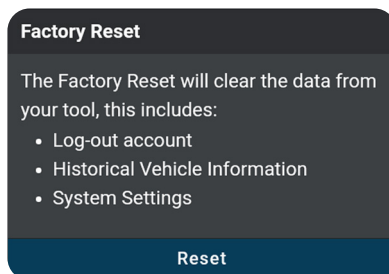 Factory Reset
The Factory Reset will clear the data from
your tool, this includes:
• Log-out account
• Historical Vehicle Information
• System Settings
Reset